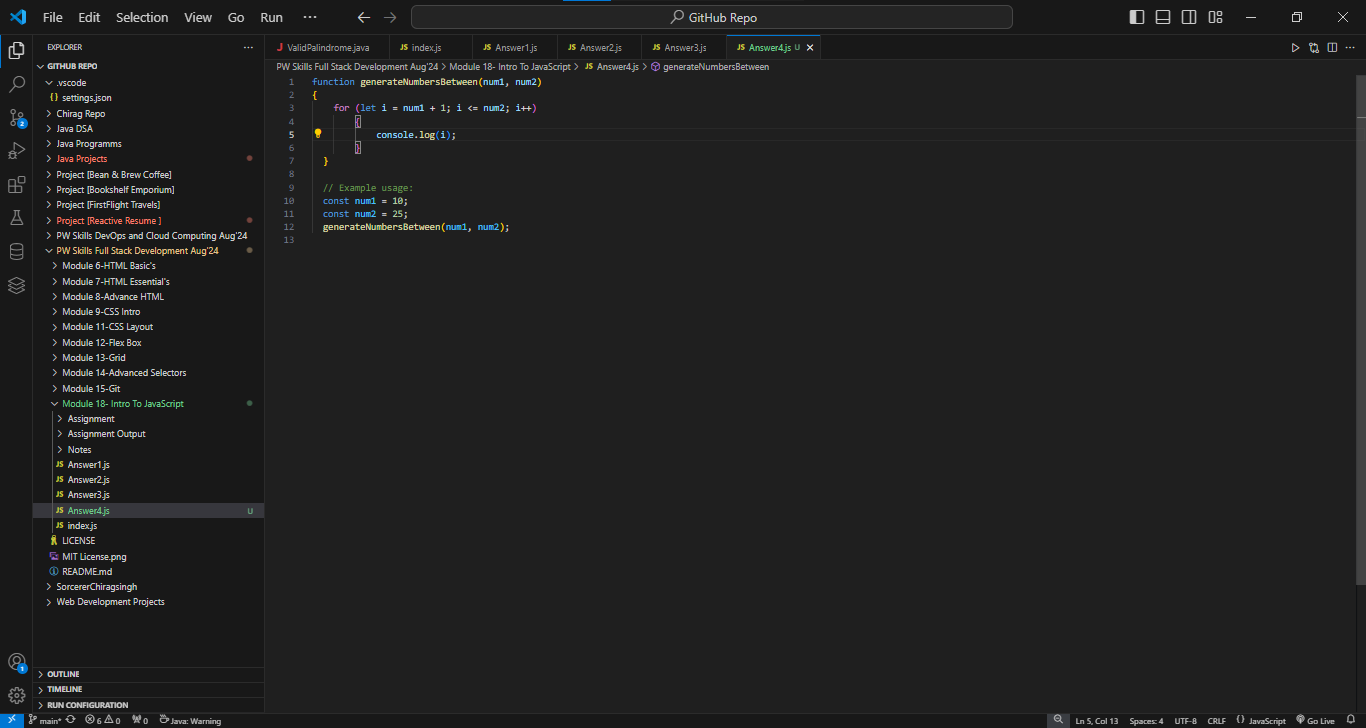 File Edit Selection View Go Run ··· GitHub Repo
EXPLORER ···
GITHUB REPO
.vscode
{} settings.json
Chirag Repo
Java DSA
Java Programms
Java Projects
Project [Bean & Brew Coffee]
Project [Bookshelf Emporium]
Project [FirstFlight Travels]
Project [Reactive Resume ]
PW Skills DevOps and Cloud Computing Aug'24
PW Skills Full Stack Development Aug'24
Module 6-HTML Basic's
Module 7-HTML Essential's
Module 8-Advance HTML
Module 9-CSS Intro
Module 11-CSS Layout
Module 12-Flex Box
Module 13-Grid
Module 14-Advanced Selectors
Module 15-Git
Module 18- Intro To JavaScript
Assignment
Assignment Output
Notes
JS Answer1.js
JS Answer2.js
JS Answer3.js
JS Answer4.js U
JS index.js
LICENSE
MIT License.png
README.md
SorcererChiragsingh
Web Development Projects
OUTLINE
TIMELINE
RUN CONFIGURATION
2
1
J ValidPalindrome.java JS index.js JS Answer1.js JS Answer2.js JS Answer3.js JS Answer4.js U
PW Skills Full Stack Development Aug'24 > Module 18- Intro To JavaScript > JS Answer4.js > generateNumbersBetween
1 function generateNumbersBetween(num1, num2)
2 {
3 for (let i = num1 + 1; i <= num2; i++)
4 {
5 console.log(i);
6 }
7 }
8
9 // Example usage:
10 const num1 = 10;
11 const num2 = 25;
12 generateNumbersBetween(num1, num2);
13
main* 6 0 0 Java: Warning Ln 5, Col 13 Spaces: 4 UTF-8 CRLF {} JavaScript Go Live